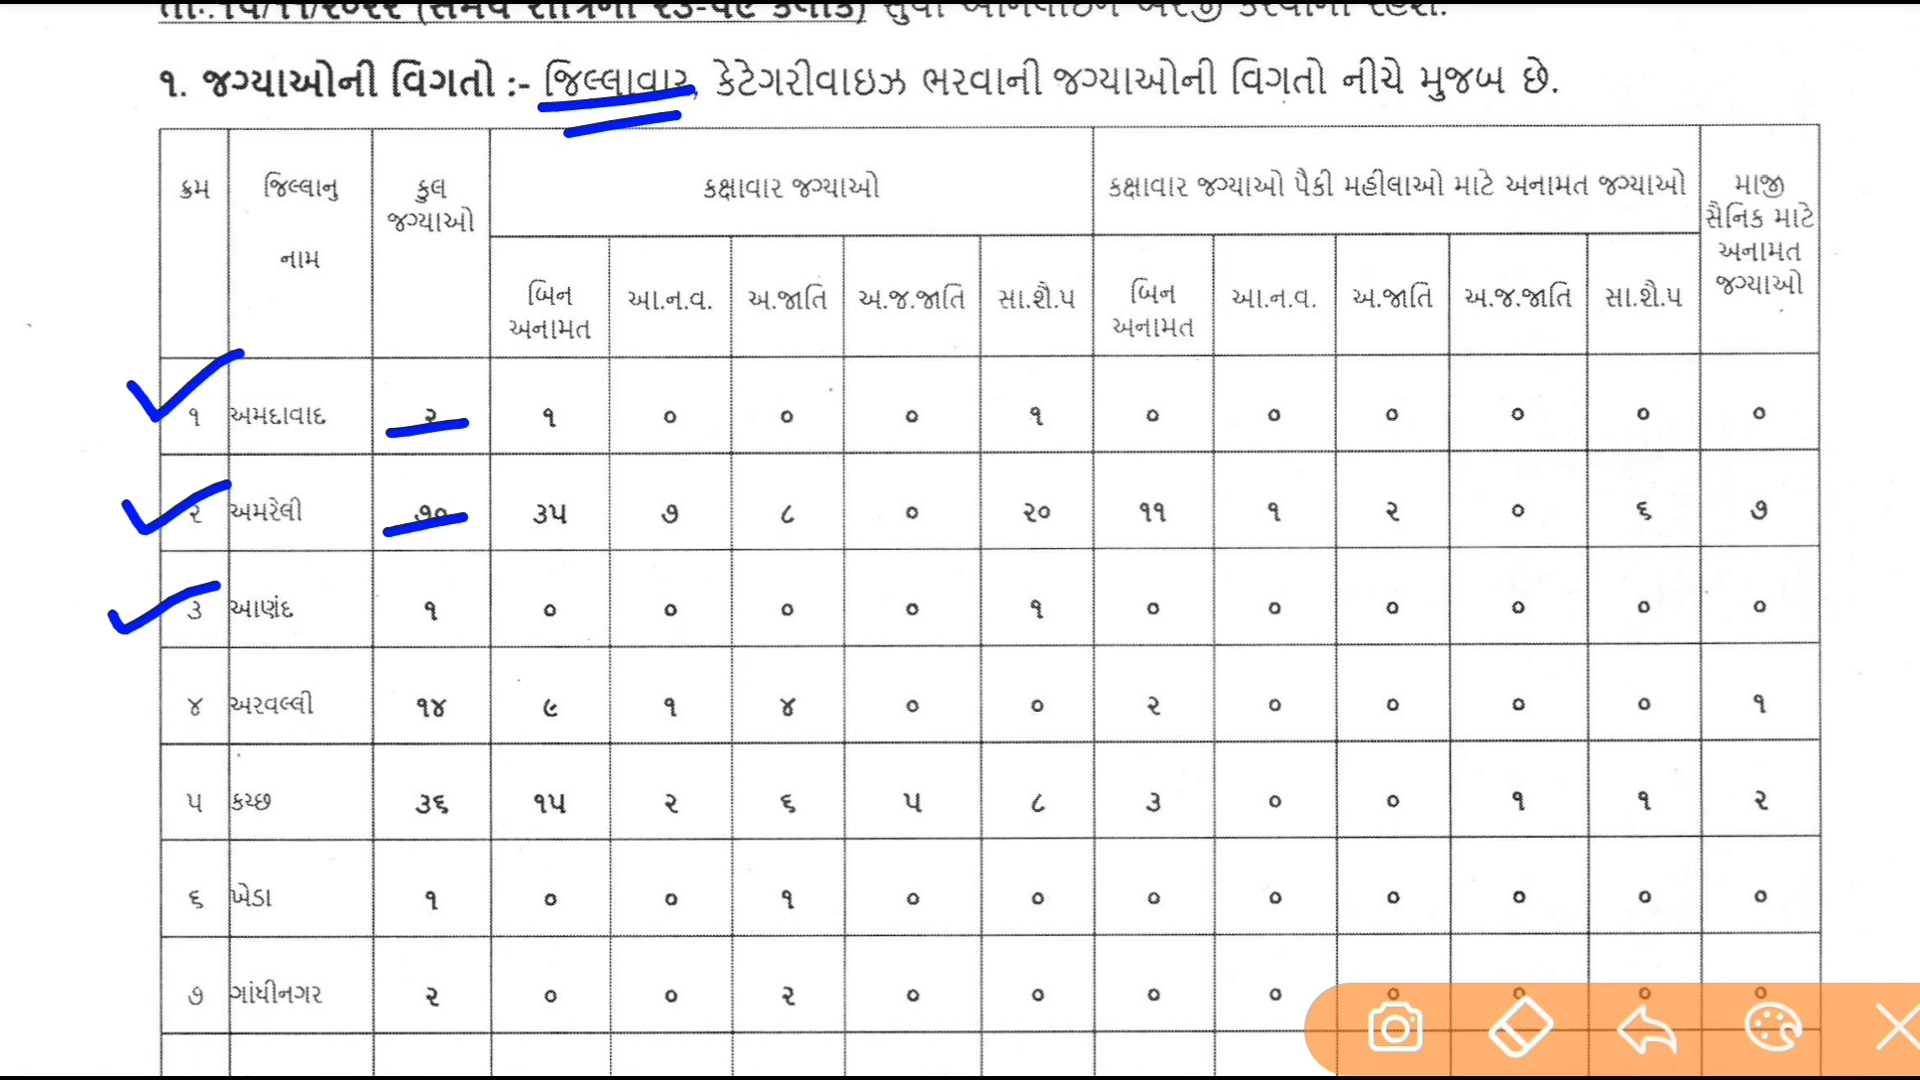 ૧. જગ્યાઓની વિગતો :- જિલ્લાવાર, કેટેગરીવાઇઝ ભરવાની જગ્યાઓની વિગતો નીચે મુજબ છે.
ક્રમ જિલ્લાનુ નામ કુલ જગ્યાઓ કક્ષાવાર જગ્યાઓ કક્ષાવાર જગ્યાઓ પૈકી મહીલાઓ માટે અનામત જગ્યાઓ માજી સૈનિક માટે અનામત જગ્યાઓ
બિન અનામત આ.ન.વ. અ.જાતિ અ.જ.જાતિ સા.શૈ.પ બિન અનામત આ.ન.વ. અ.જાતિ અ.જ.જાતિ સા.શૈ.પ
૧ અમદાવાદ ૨ ૧ ૦ ૦ ૦ ૧ ૦ ૦ ૦ ૦ ૦ ૦
૨ અમરેલી ૭૦ ૩૫ ૭ ૮ ૦ ૨૦ ૧૧ ૧ ૨ ૦ ૬ ૭
૩ આણંદ ૧ ૦ ૦ ૦ ૦ ૧ ૦ ૦ ૦ ૦ ૦ ૦
૪ અરવલ્લી ૧૪ ૯ ૧ ૪ ૦ ૦ ૨ ૦ ૦ ૦ ૦ ૧
૫ કચ્છ ૩૬ ૧૫ ૨ ૬ ૫ ૮ ૩ ૦ ૦ ૧ ૧ ૨
૬ ખેડા ૧ ૦ ૦ ૧ ૦ ૦ ૦ ૦ ૦ ૦ ૦ ૦
૭ ગાંધીનગર ૨ ૦ ૦ ૨ ૦ ૦ ૦ ૦ ૦ ૦ ૦ ૦